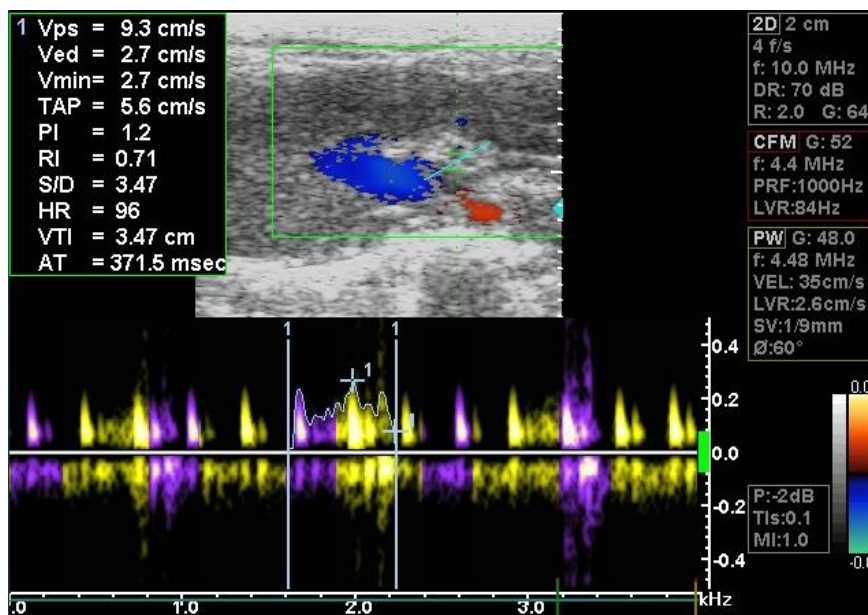 1 Vps = 9.3 cm/s
Ved = 2.7 cm/s
Vmin= 2.7 cm/s
TAP = 5.6 cm/s
PI = 1.2
RI = 0.71
S/D = 3.47
HR = 96
VTI = 3.47 cm
AT = 371.5 msec
2D 2 cm
4 f/s
f: 10.0 MHz
DR: 70 dB
R: 2.0 G: 64
CFM G: 52
f: 4.4 MHz
PRF:1000Hz
LVR:84Hz
PW G: 48.0
f: 4.48 MHz
VEL: 35cm/s
LVR:2.6cm/s
SV:1/9mm
Ø:60°
1 1
1
1
0.4
0.2
0.0
-0.2
-0.4
kHz
.0 1.0 2.0 3.0
0.0
-0.0
P:-2dB
TIs:0.1
MI:1.0